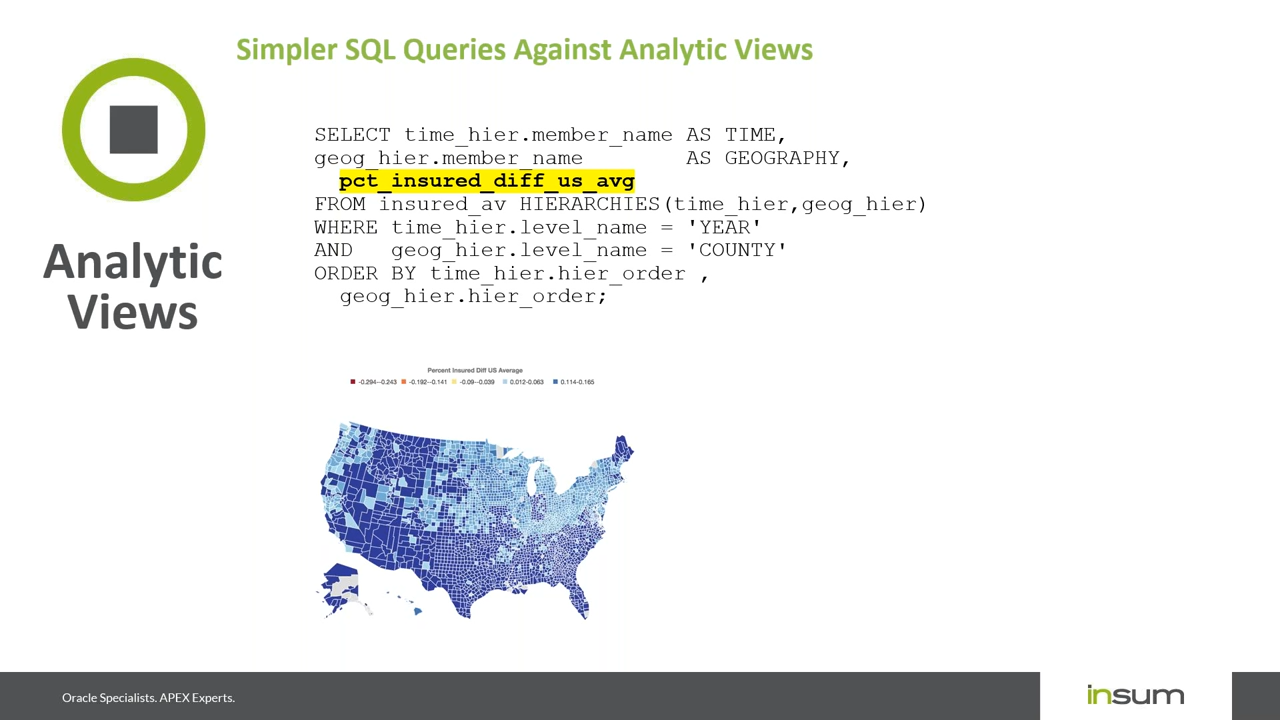 Simpler SQL Queries Against Analytic Views
Analytic
Views
SELECT time_hier.member_name AS TIME,
geog_hier.member_name AS GEOGRAPHY,
pct_insured_diff_us_avg
FROM insured_av HIERARCHIES(time_hier,geog_hier)
WHERE time_hier.level_name = 'YEAR'
AND geog_hier.level_name = 'COUNTY'
ORDER BY time_hier.hier_order ,
geog_hier.hier_order;
Percent Insured Diff US Average
-0.294--0.243 -0.192--0.141 -0.09--0.039 0.012-0.063 0.114-0.165
Oracle Specialists. APEX Experts.
insum